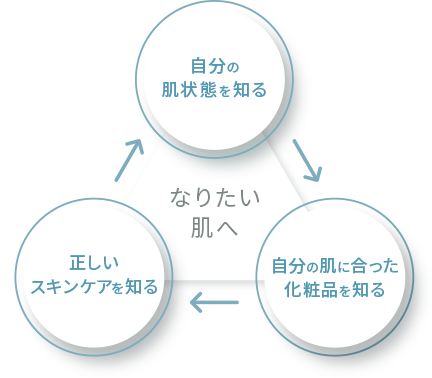 自分の
肌状態を知る
なりたい
肌へ
正しい
スキンケアを知る
自分の肌に合った
化粧品を知る